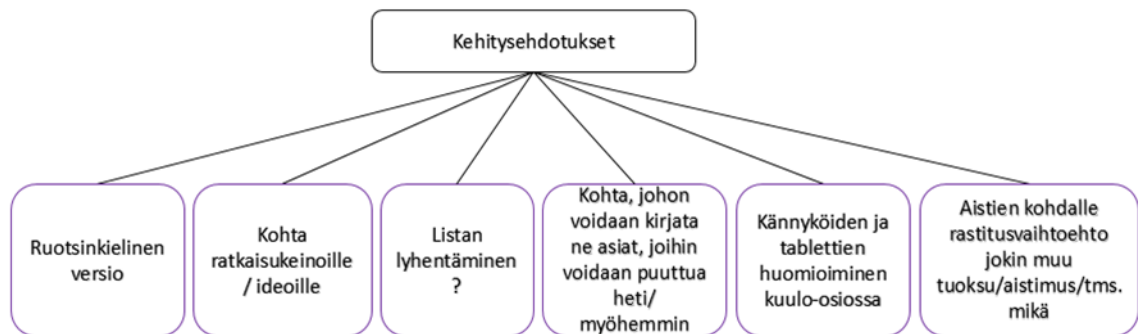 Kehitysehdotukset
Ruotsinkielinen
versio
Kohta
ratkaisukeinoille
/ ideoille
Listan
lyhentäminen
?
Kohta, johon
voidaan kirjata
ne asiat, joihin
voidaan puuttua
heti/
myöhemmin
Kännyköiden ja
tablettien
huomioiminen
kuulo-osiossa
Aistien kohdalle
rastitusvaihtoehto
jokin muu
tuoksu/aistimus/tms.
mikä